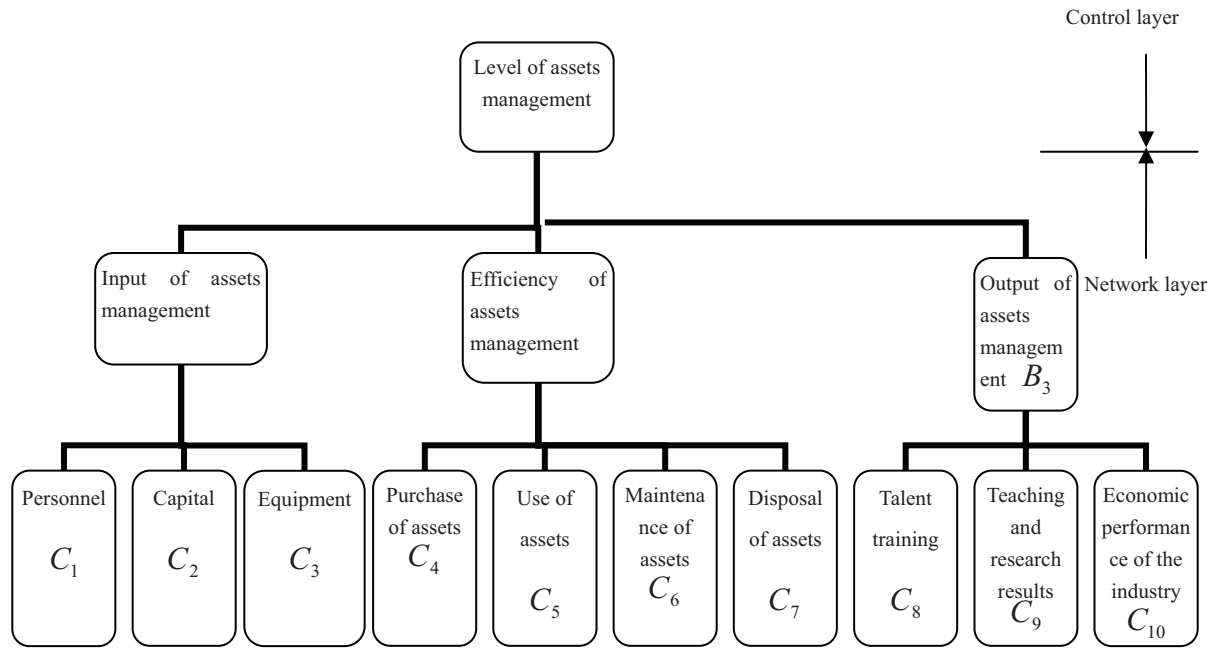 Control layer
Level of assets
management
Input of assets
management
Efficiency of
assets
management
Output of
assets
managem
ent B3
Network layer
Personnel
C1
Capital
C2
Equipment
C3
Purchase
of assets
C4
Use of
assets
C5
Maintena
nce of
assets
C6
Disposal
of assets
C7
Talent
training
C8
Teaching
and
research
results
C9
Economic
performan
ce of the
industry
C10